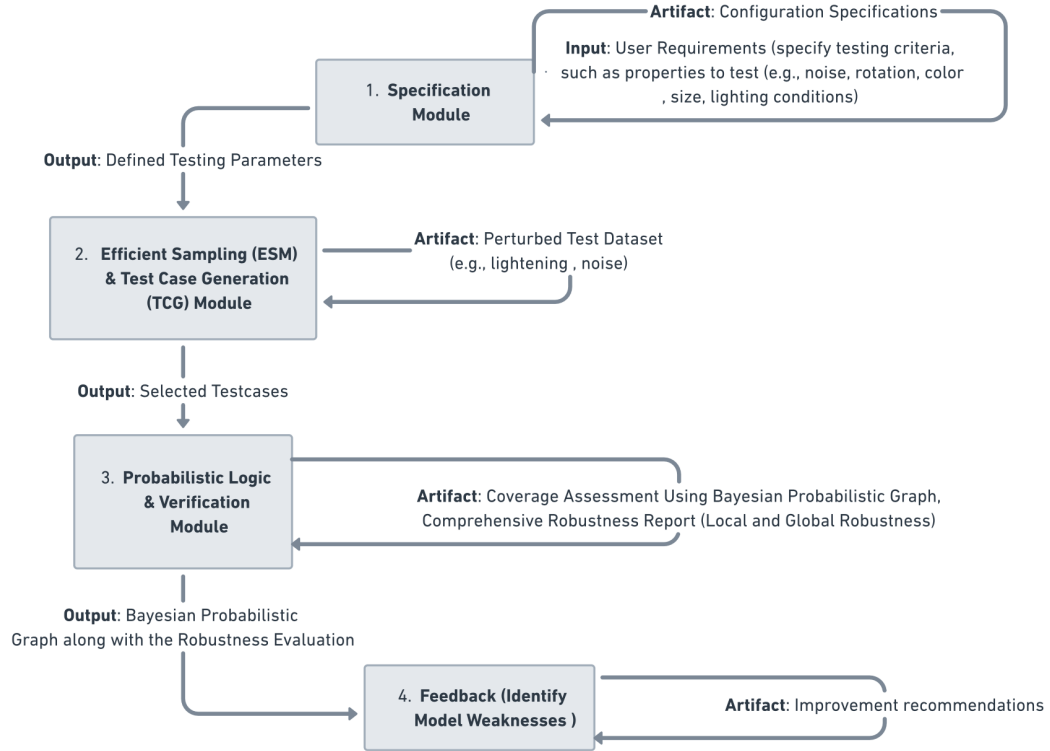 Artifact: Configuration Specifications
Input: User Requirements (specify testing criteria,
such as properties to test (e.g., noise, rotation, color
, size, lighting conditions)
1. Specification
Module
Output: Defined Testing Parameters
2. Efficient Sampling (ESM)
& Test Case Generation
(TCG) Module
Artifact: Perturbed Test Dataset
(e.g., lightening , noise)
Output: Selected Testcases
3. Probabilistic Logic
& Verification
Module
Artifact: Coverage Assessment Using Bayesian Probabilistic Graph,
Comprehensive Robustness Report (Local and Global Robustness)
Output: Bayesian Probabilistic
Graph along with the Robustness Evaluation
4. Feedback (Identify
Model Weaknesses )
Artifact: Improvement recommendations